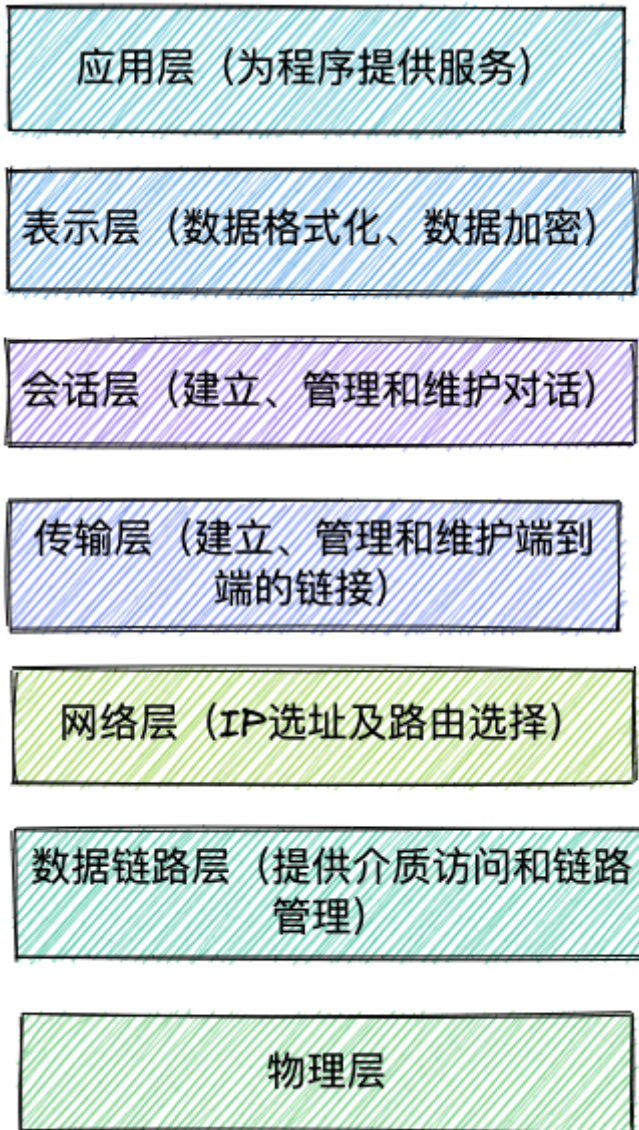 应用层（为程序提供服务）
表示层（数据格式化、数据加密）
会话层（建立、管理和维护对话）
传输层（建立、管理和维护端到
端的链接）
网络层（IP选址及路由选择）
数据链路层（提供介质访问和链路
管理）
物理层